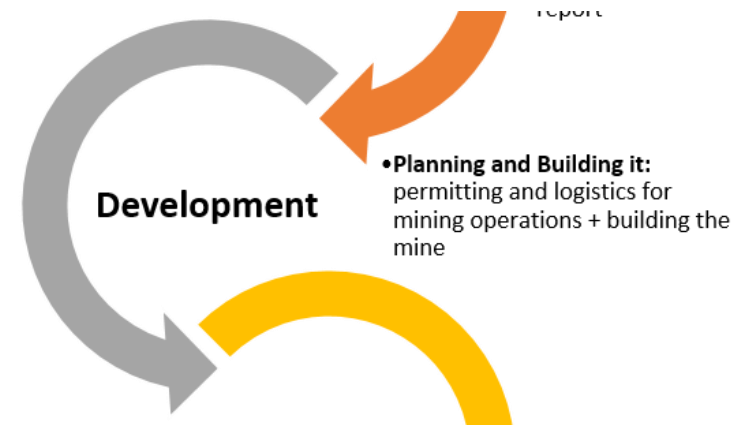 report
Development
•Planning and Building it:
permitting and logistics for
mining operations + building the
mine